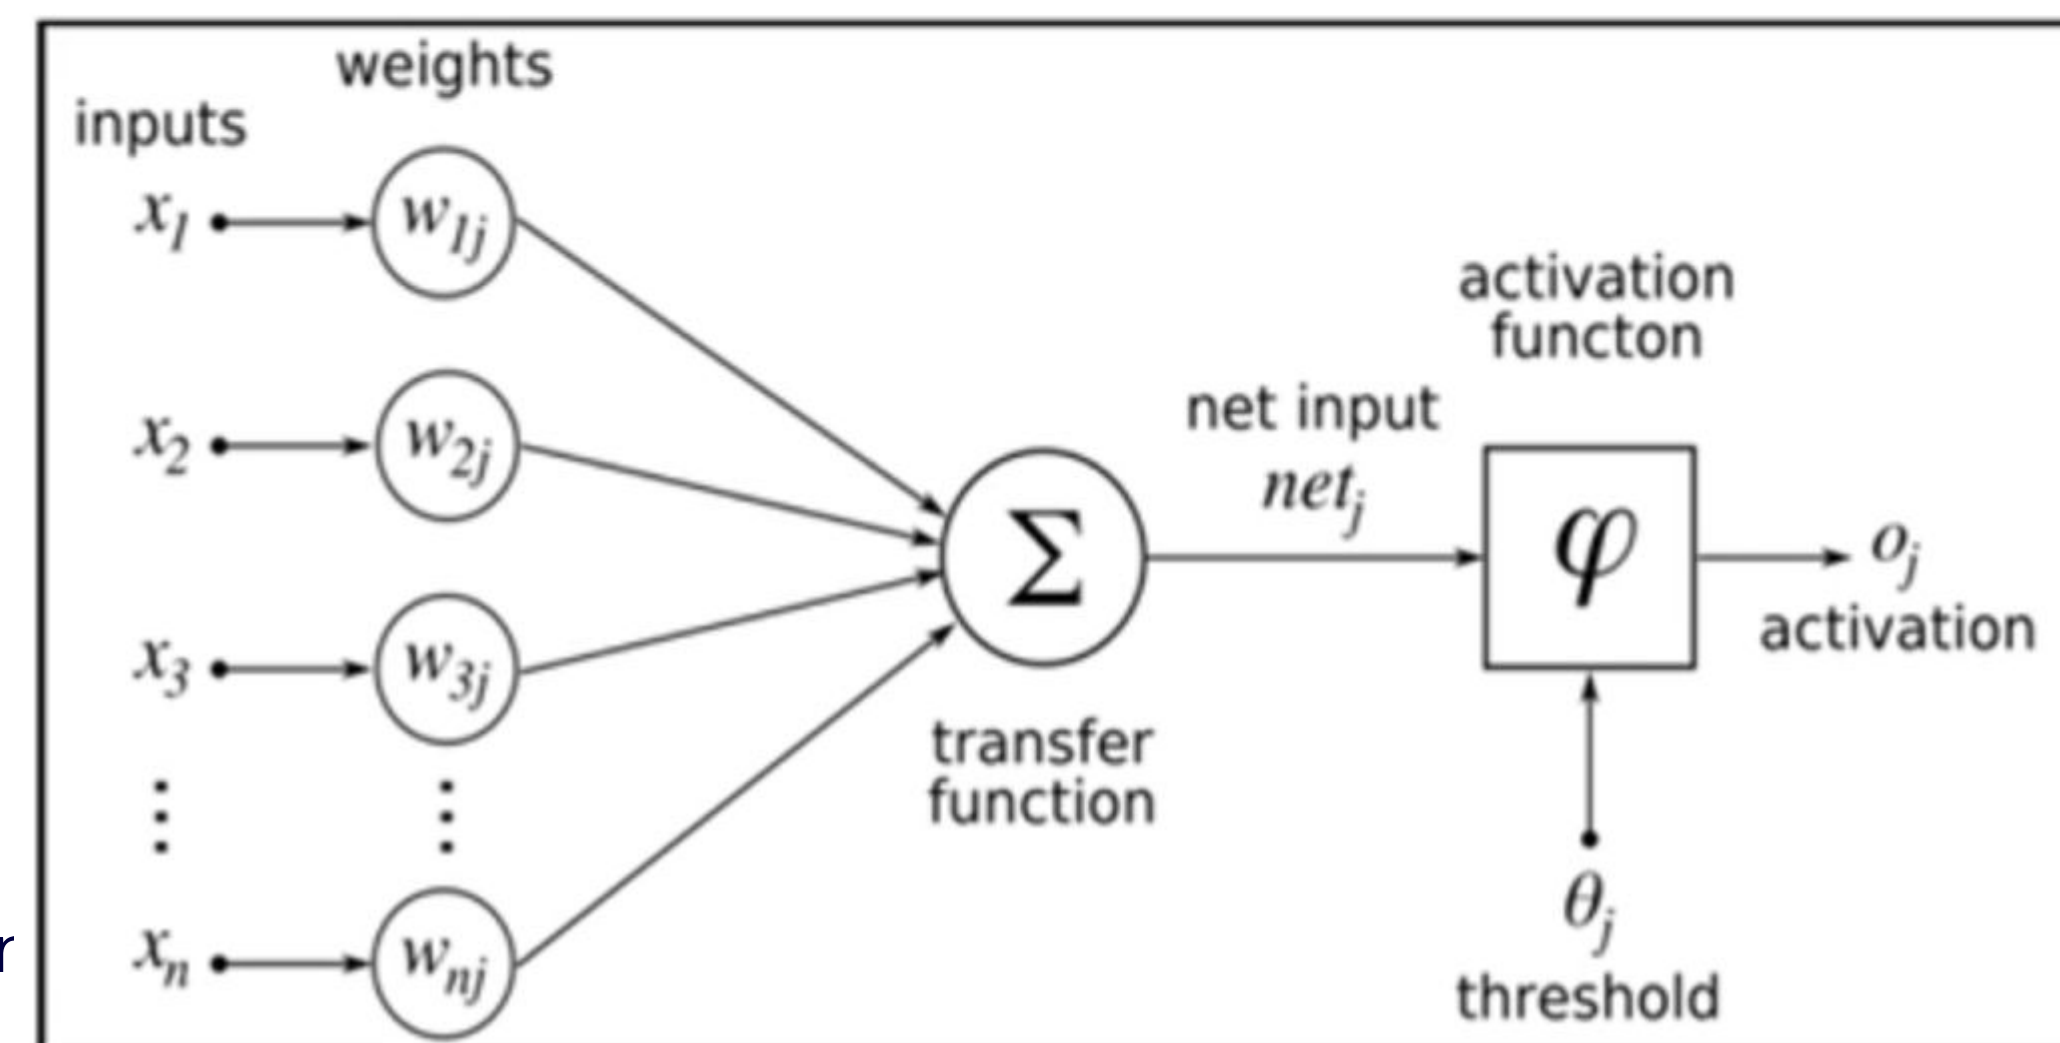 weights
inputs
x1
w1j
x2
w2j
x3
w3j
⋮
⋮
xn
wnj
Σ
transfer
function
net input
netj
activation
functon
φ
oj
activation
θj
threshold
r